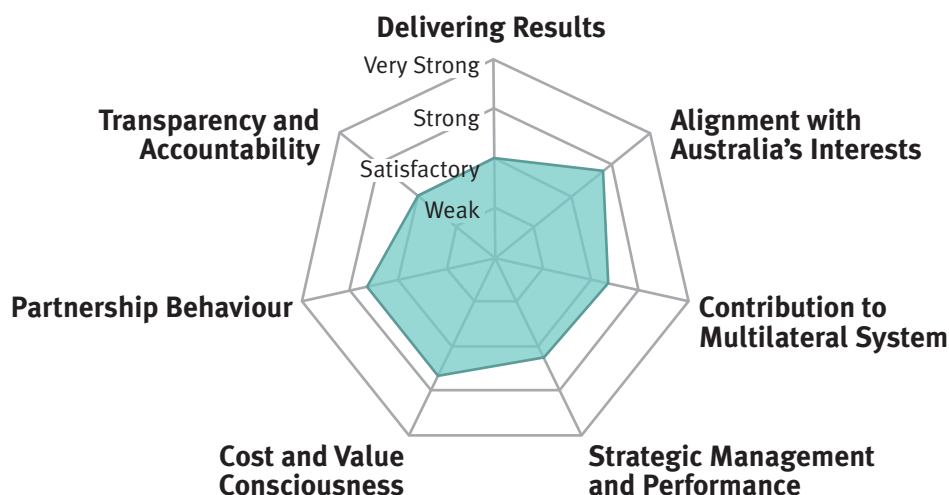 Delivering Results
Very Strong
Strong
Satisfactory
Weak
Transparency and
Accountability
Alignment with
Australia’s Interests
Partnership Behaviour
Contribution to
Multilateral System
Cost and Value
Consciousness
Strategic Management
and Performance